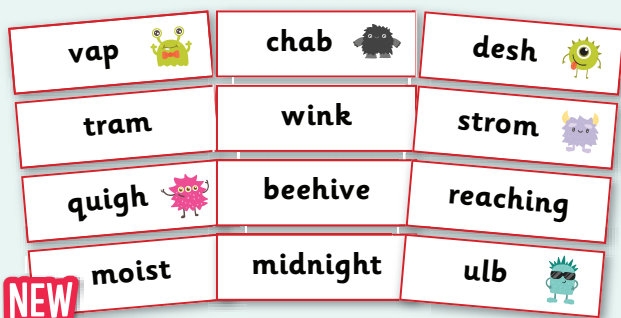 vap
chab
desh
tram
wink
strom
quigh
beehive
reaching
moist
midnight
ulb
NEW